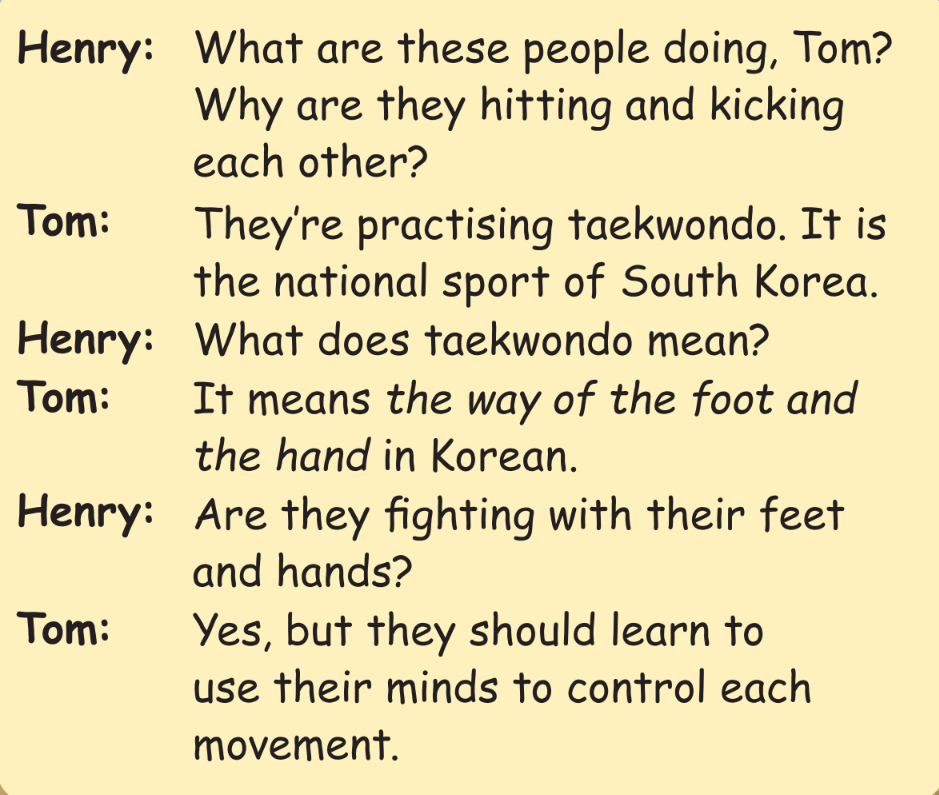 Henry: What are these people doing, Tom?
Why are they hitting and kicking
each other?
Tom: They're practising taekwondo. It is
the national sport of South Korea.
Henry: What does taekwondo mean?
Tom: It means the way of the foot and
the hand in Korean.
Henry: Are they fighting with their feet
and hands?
Tom: Yes, but they should learn to
use their minds to control each
movement.